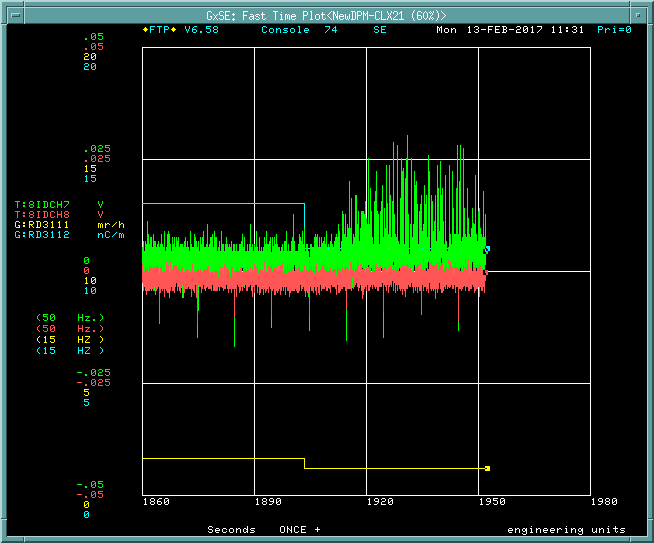 GxSE: Fast Time Plot<NewDPM-CLX21 (60%)>
◆FTP◆ V6.58 Console 74 SE Mon 13-FEB-2017 11:31 Pri=0
.05
.05
20
20
.025
.025
15
15
T:8IDCH7 V
T:8IDCH8 V
G:RD3111 mr/h
G:RD3112 nC/m
0
0
10
10
(50 Hz.)
(50 Hz.)
(15 HZ )
(15 HZ )
-.025
-.025
5
5
-.05
-.05
0
0
1860 1890 1920 1950 1980
Seconds ONCE + engineering units